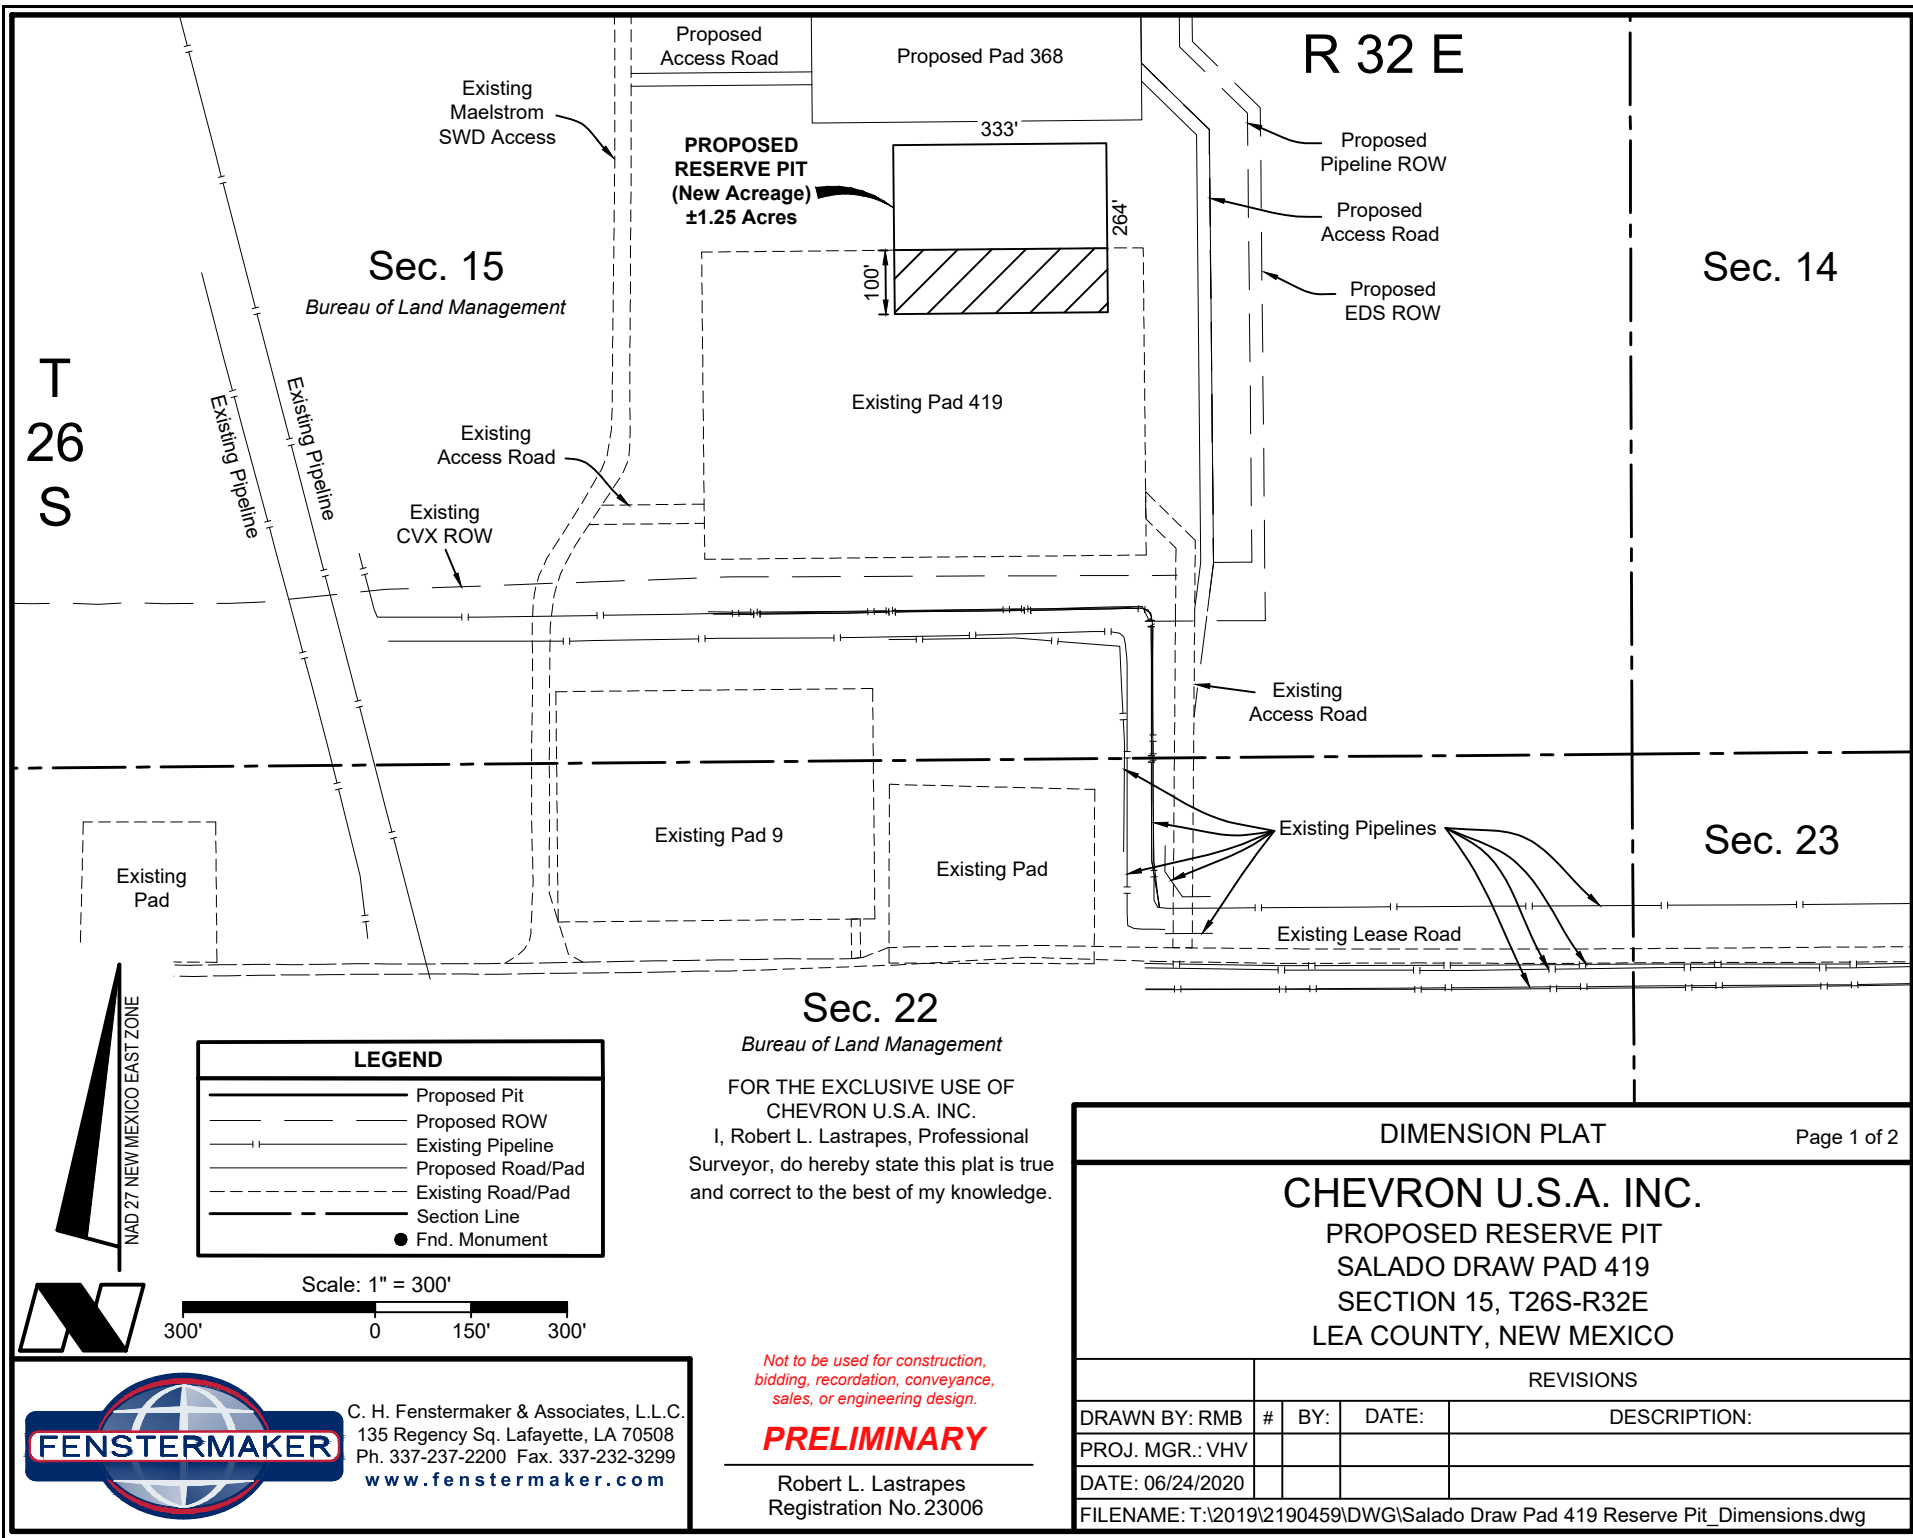 Proposed
Access Road
Proposed Pad 368
R 32 E
Existing
Maelstrom
SWD Access
333'
PROPOSED
RESERVE PIT
(New Acreage)
±1.25 Acres
Proposed
Pipeline ROW
264'
Proposed
Access Road
Sec. 15
Bureau of Land Management
100'
Sec. 14
Proposed
EDS ROW
T
26
S
Existing Pipeline
Existing Pipeline
Existing Pad 419
Existing
Access Road
Existing
CVX ROW
Existing
Access Road
Existing Pad 9
Existing Pipelines
Sec. 23
Existing
Pad
Existing Pad
Existing Lease Road
Sec. 22
Bureau of Land Management
NAD 27 NEW MEXICO EAST ZONE
LEGEND
Proposed Pit
Proposed ROW
Existing Pipeline
Proposed Road/Pad
Existing Road/Pad
Section Line
Fnd. Monument
Scale: 1" = 300'
300' 0 150' 300'
FOR THE EXCLUSIVE USE OF
CHEVRON U.S.A. INC.
I, Robert L. Lastrapes, Professional
Surveyor, do hereby state this plat is true
and correct to the best of my knowledge.
DIMENSION PLAT Page 1 of 2
CHEVRON U.S.A. INC.
PROPOSED RESERVE PIT
SALADO DRAW PAD 419
SECTION 15, T26S-R32E
LEA COUNTY, NEW MEXICO
REVISIONS
DRAWN BY: RMB # BY: DATE: DESCRIPTION:
PROJ. MGR.: VHV
DATE: 06/24/2020
FILENAME: T:\2019\2190459\DWG\Salado Draw Pad 419 Reserve Pit_Dimensions.dwg
Not to be used for construction,
bidding, recordation, conveyance,
sales, or engineering design.
PRELIMINARY
Robert L. Lastrapes
Registration No. 23006
FENSTERMAKER
C. H. Fenstermaker & Associates, L.L.C.
135 Regency Sq. Lafayette, LA 70508
Ph. 337-237-2200 Fax. 337-232-3299
www.fenstermaker.com